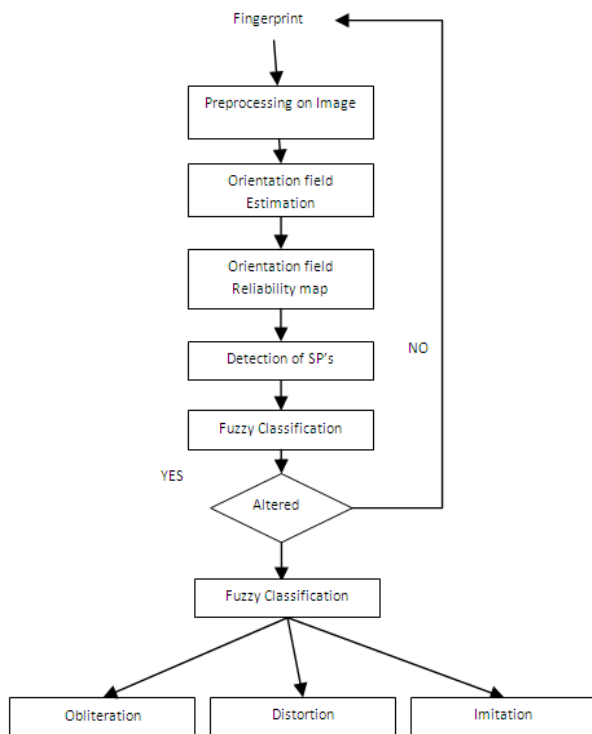 Fingerprint
Preprocessing on Image
Orientation field
Estimation
Orientation field
Reliability map
Detection of SP's
NO
Fuzzy Classification
YES
Altered
Fuzzy Classification
Obliteration
Distortion
Imitation